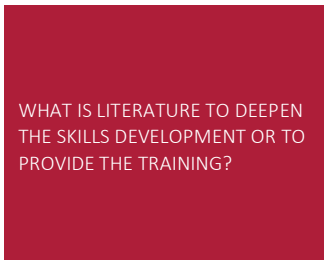 WHAT IS LITERATURE TO DEEPEN
THE SKILLS DEVELOPMENT OR TO
PROVIDE THE TRAINING?